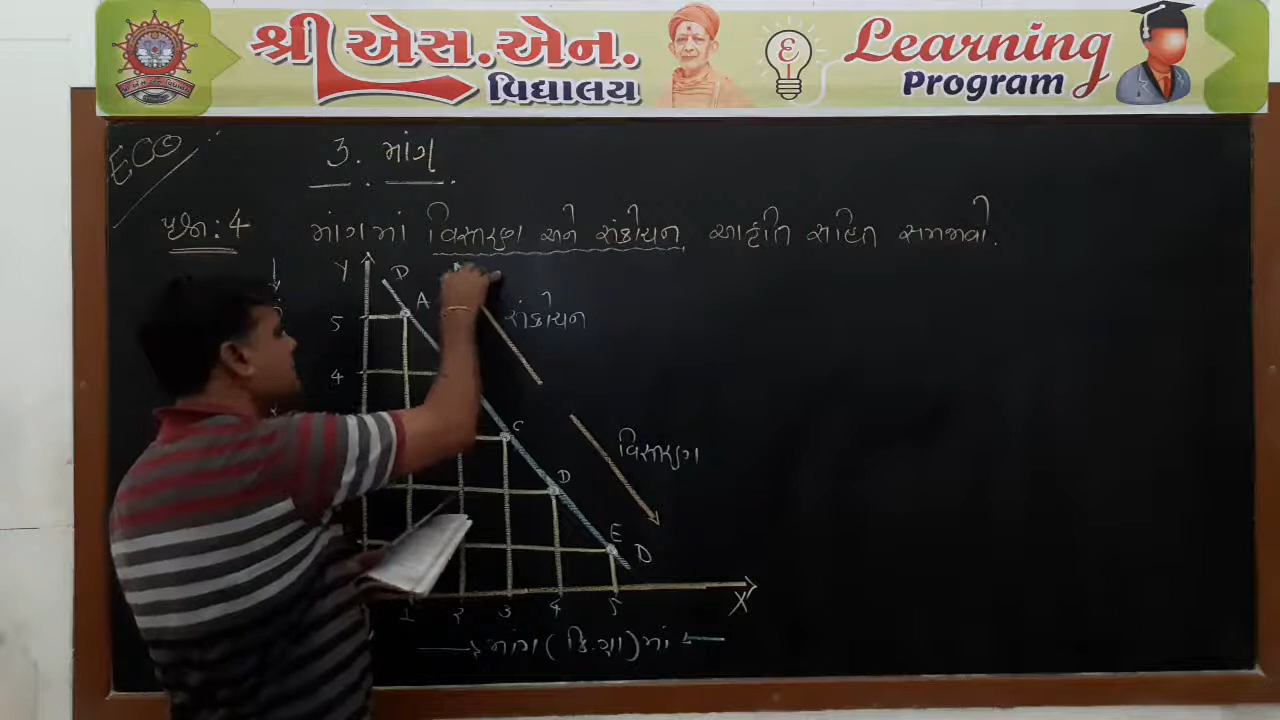 શ્રી એસ.એન. વિદ્યાલય
Learning Program
ECO
3. માંગ
પ્રશ્ન : 4 માંગમાં વિસ્તરણ અને સંકોચન આકૃતિ સહિત સમજાવો.
Y D
A
5
સંકોચન
4
C
વિસ્તરણ
D
E
D
X
1 2 3 4 5
માંગ (કિ.ગ્રા) માં